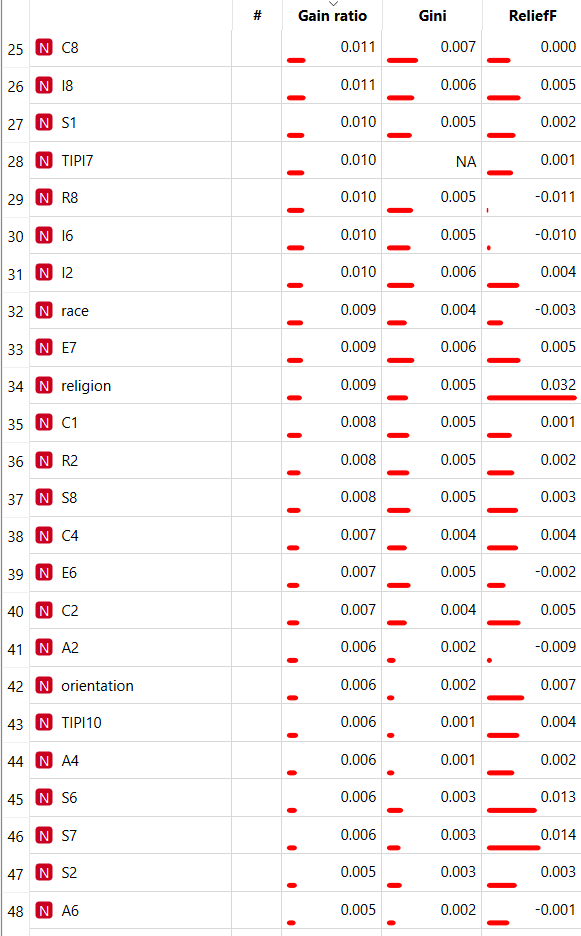 # Gain ratio Gini ReliefF
25 N C8 0.011 0.007 0.000
26 N I8 0.011 0.006 0.005
27 N S1 0.010 0.005 0.002
28 N TIPI7 0.010 NA 0.001
29 N R8 0.010 0.005 -0.011
30 N I6 0.010 0.005 -0.010
31 N I2 0.010 0.006 0.004
32 N race 0.009 0.004 -0.003
33 N E7 0.009 0.006 0.005
34 N religion 0.009 0.005 0.032
35 N C1 0.008 0.005 0.001
36 N R2 0.008 0.005 0.002
37 N S8 0.008 0.005 0.003
38 N C4 0.007 0.004 0.004
39 N E6 0.007 0.005 -0.002
40 N C2 0.007 0.004 0.005
41 N A2 0.006 0.002 -0.009
42 N orientation 0.006 0.002 0.007
43 N TIPI10 0.006 0.001 0.004
44 N A4 0.006 0.001 0.002
45 N S6 0.006 0.003 0.013
46 N S7 0.006 0.003 0.014
47 N S2 0.005 0.003 0.003
48 N A6 0.005 0.002 -0.001